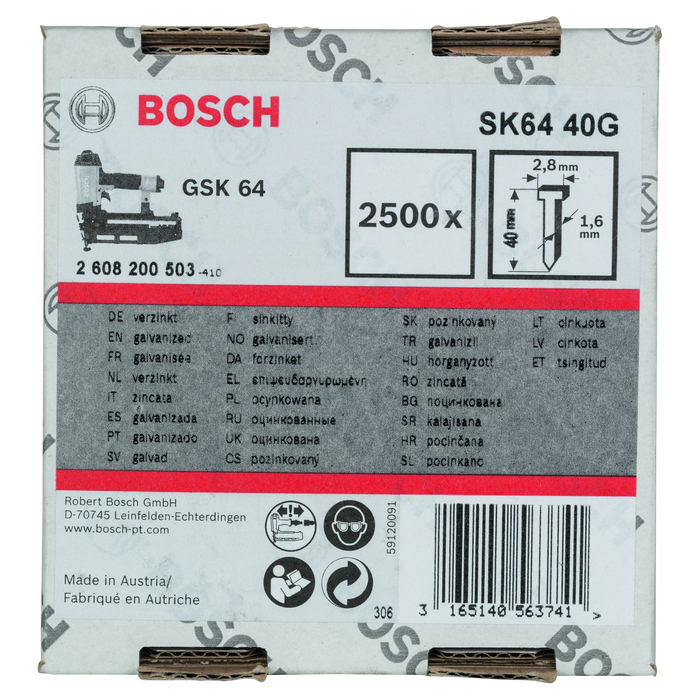 BOSCH
SK64 40G
GSK 64
2500 x
2,8mm
40 mm
1,6 mm
2 608 200 503 -410
DE verzinkt
EN galvanized
FR galvanisée
NL verzinkt
IT zincata
ES galvanizada
PT galvanizado
SV galvad
FI sinkitty
NO galvanisert
DA forzinket
EL επιψευδαργυρωμένη
PL ocynkowana
RU оцинкованные
UK оцинкована
CS pozinkovaný
SK pozinkovaný
TR galvanizli
HU horganyzott
RO zincată
BG поцинкована
SR kalajisana
HR pocinčana
SL pocinkano
LT cinkuota
LV cinkota
ET tsingitud
Robert Bosch GmbH
D-70745 Leinfelden-Echterdingen
www.bosch-pt.com
Made in Austria/
Fabriqué en Autriche
59120091
306
3 165140 563741 >